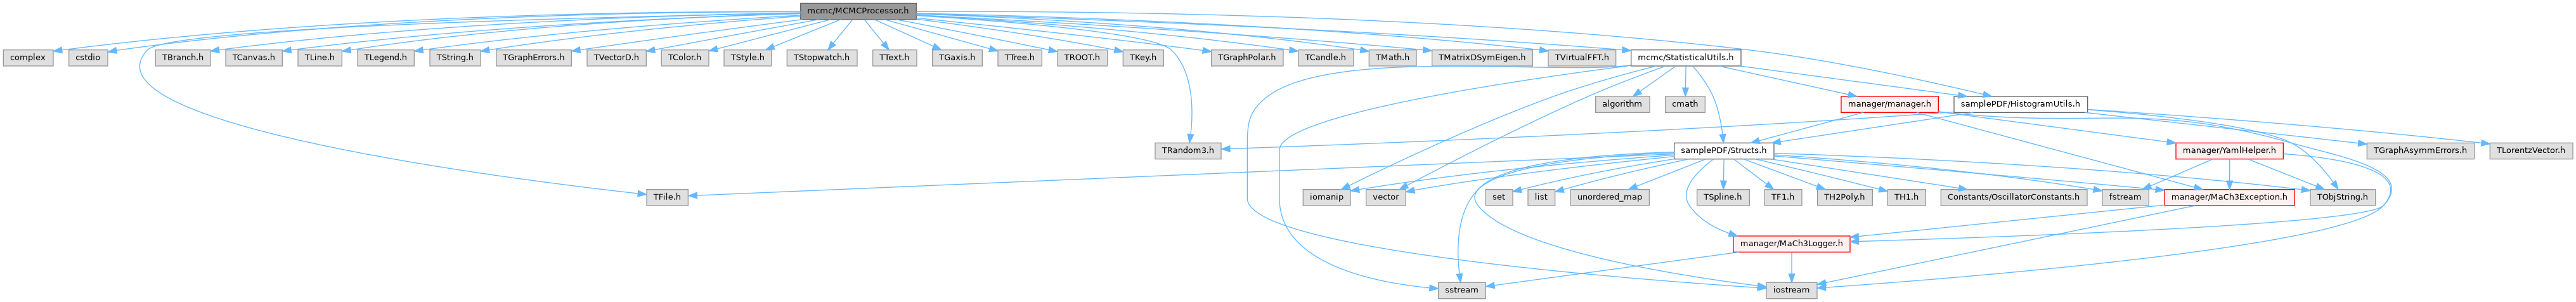 mcmc/MCMCProcessor.h
complex
cstdio
TBranch.h
TCanvas.h
TLine.h
TLegend.h
TString.h
TGraphErrors.h
TVectorD.h
TColor.h
TStyle.h
TStopwatch.h
TText.h
TGaxis.h
TTree.h
TROOT.h
TKey.h
TGraphPolar.h
TCandle.h
TMath.h
TMatrixDSymEigen.h
TVirtualFFT.h
mcmc/StatisticalUtils.h
algorithm
cmath
manager/manager.h
samplePDF/HistogramUtils.h
TRandom3.h
samplePDF/Structs.h
manager/YamlHelper.h
TGraphAsymmErrors.h
TLorentzVector.h
TFile.h
iomanip
vector
set
list
unordered_map
TSpline.h
TF1.h
TH2Poly.h
TH1.h
Constants/OscillatorConstants.h
fstream
manager/MaCh3Exception.h
TObjString.h
manager/MaCh3Logger.h
sstream
iostream